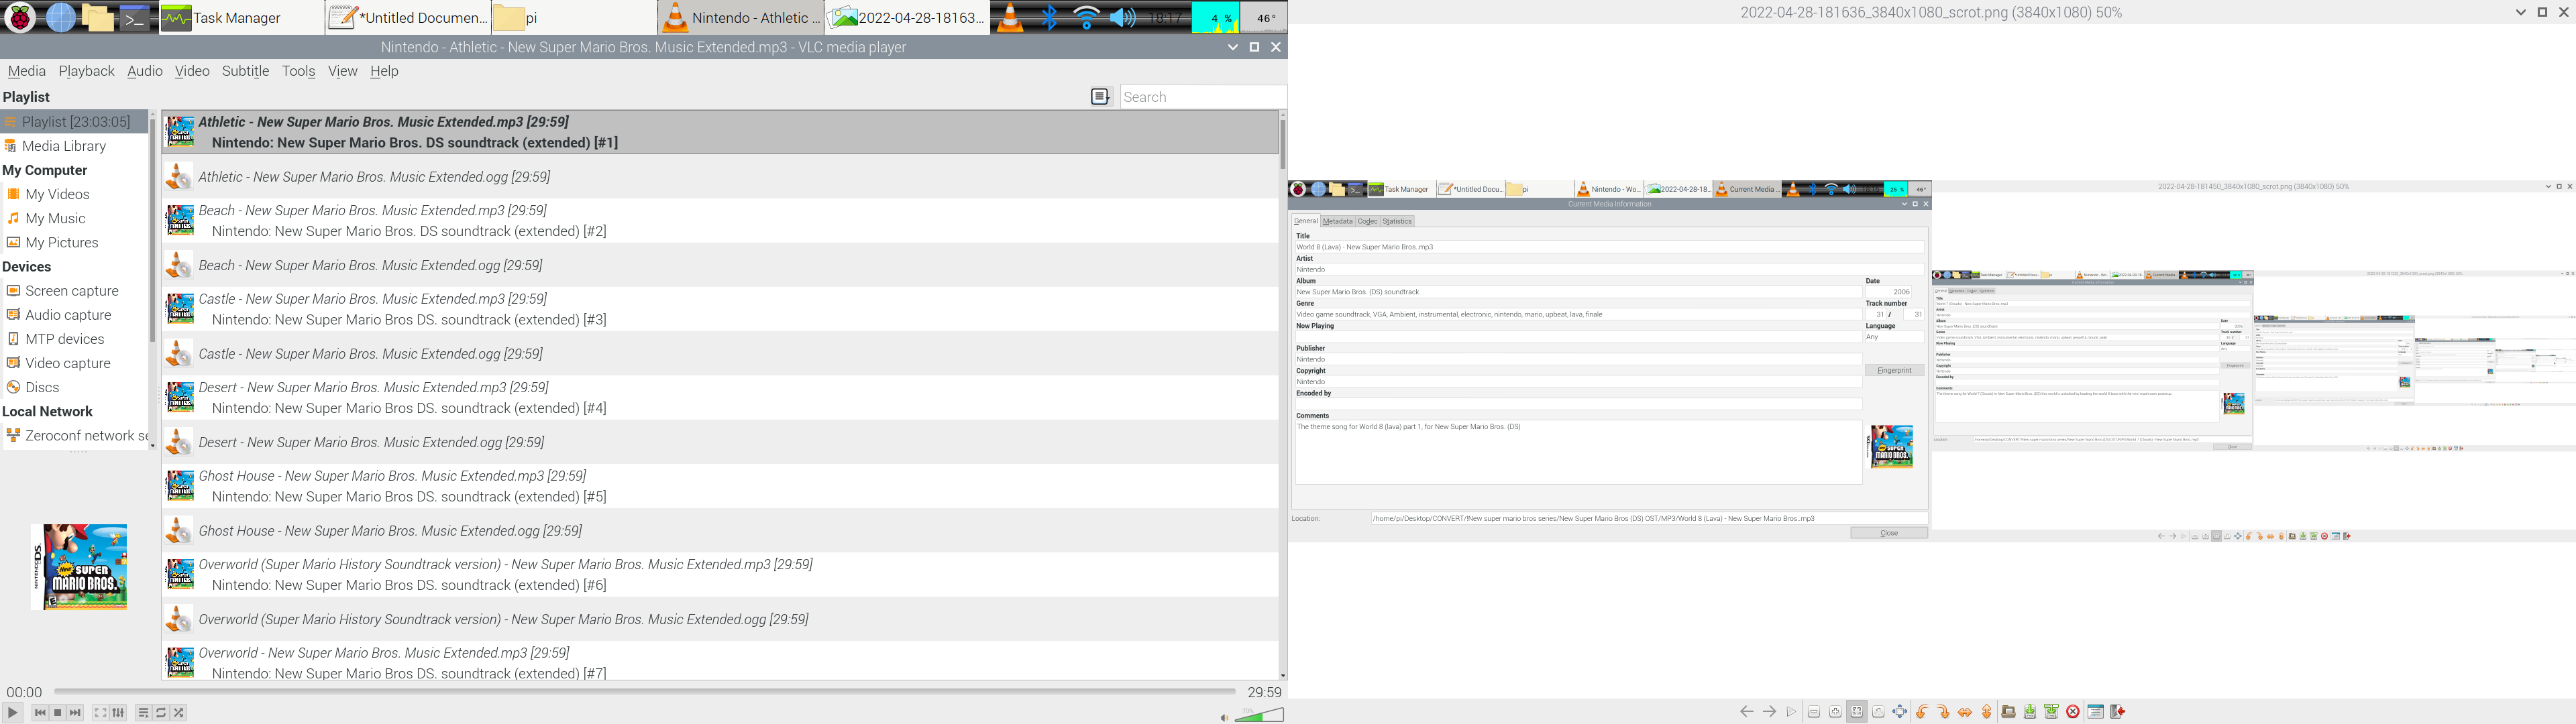 Task Manager
*Untitled Documen...
pi
Nintendo - Athletic ...
2022-04-28-18163...
18:17
4 %
46°
Nintendo - Athletic - New Super Mario Bros. Music Extended.mp3 - VLC media player
Media Playback Audio Video Subtitle Tools View Help
Playlist
Search
Playlist [23:03:05]
Media Library
My Computer
My Videos
My Music
My Pictures
Devices
Screen capture
Audio capture
MTP devices
Video capture
Discs
Local Network
Zeroconf network se
Athletic - New Super Mario Bros. Music Extended.mp3 [29:59]
Nintendo: New Super Mario Bros. DS soundtrack (extended) [#1]
Athletic - New Super Mario Bros. Music Extended.ogg [29:59]
Beach - New Super Mario Bros. Music Extended.mp3 [29:59]
Nintendo: New Super Mario Bros. DS soundtrack (extended) [#2]
Beach - New Super Mario Bros. Music Extended.ogg [29:59]
Castle - New Super Mario Bros. Music Extended.mp3 [29:59]
Nintendo: New Super Mario Bros DS. soundtrack (extended) [#3]
Castle - New Super Mario Bros. Music Extended.ogg [29:59]
Desert - New Super Mario Bros. Music Extended.mp3 [29:59]
Nintendo: New Super Mario Bros DS. soundtrack (extended) [#4]
Desert - New Super Mario Bros. Music Extended.ogg [29:59]
Ghost House - New Super Mario Bros. Music Extended.mp3 [29:59]
Nintendo: New Super Mario Bros DS. soundtrack (extended) [#5]
Ghost House - New Super Mario Bros. Music Extended.ogg [29:59]
Overworld (Super Mario History Soundtrack version) - New Super Mario Bros. Music Extended.mp3 [29:59]
Nintendo: New Super Mario Bros DS. soundtrack (extended) [#6]
Overworld (Super Mario History Soundtrack version) - New Super Mario Bros. Music Extended.ogg [29:59]
Overworld - New Super Mario Bros. Music Extended.mp3 [29:59]
Nintendo: New Super Mario Bros DS. soundtrack (extended) [#7]
NINTENDO DS
New SUPER MARIO BROS.
00:00
29:59
70%
2022-04-28-181636_3840x1080_scrot.png (3840x1080) 50%
Task Manager
*Untitled Docu...
pi
Nintendo - Wo...
2022-04-28-18...
Current Media ...
25 %
46°
2022-04-28-181450_3840x1080_scrot.png (3840x1080) 50%
Current Media Information
General Metadata Codec Statistics
Title
World 8 (Lava) - New Super Mario Bros..mp3
Artist
Nintendo
Album
Date
New Super Mario Bros. (DS) soundtrack
2006
Genre
Track number
Video game soundtrack, VGA, Ambient, instrumental, electronic, nintendo, mario, upbeat, lava, finale
31 / 31
Now Playing
Language
Any
Publisher
Nintendo
Copyright
Fingerprint
Nintendo
Encoded by
Comments
The theme song for World 8 (lava) part 1, for New Super Mario Bros. (DS)
SUPER MARIO BROS.
Location:
/home/pi/Desktop/CONVERT/!New super mario bros series/New Super Mario Bros (DS) OST/MP3/World 8 (Lava) - New Super Mario Bros..mp3
Close